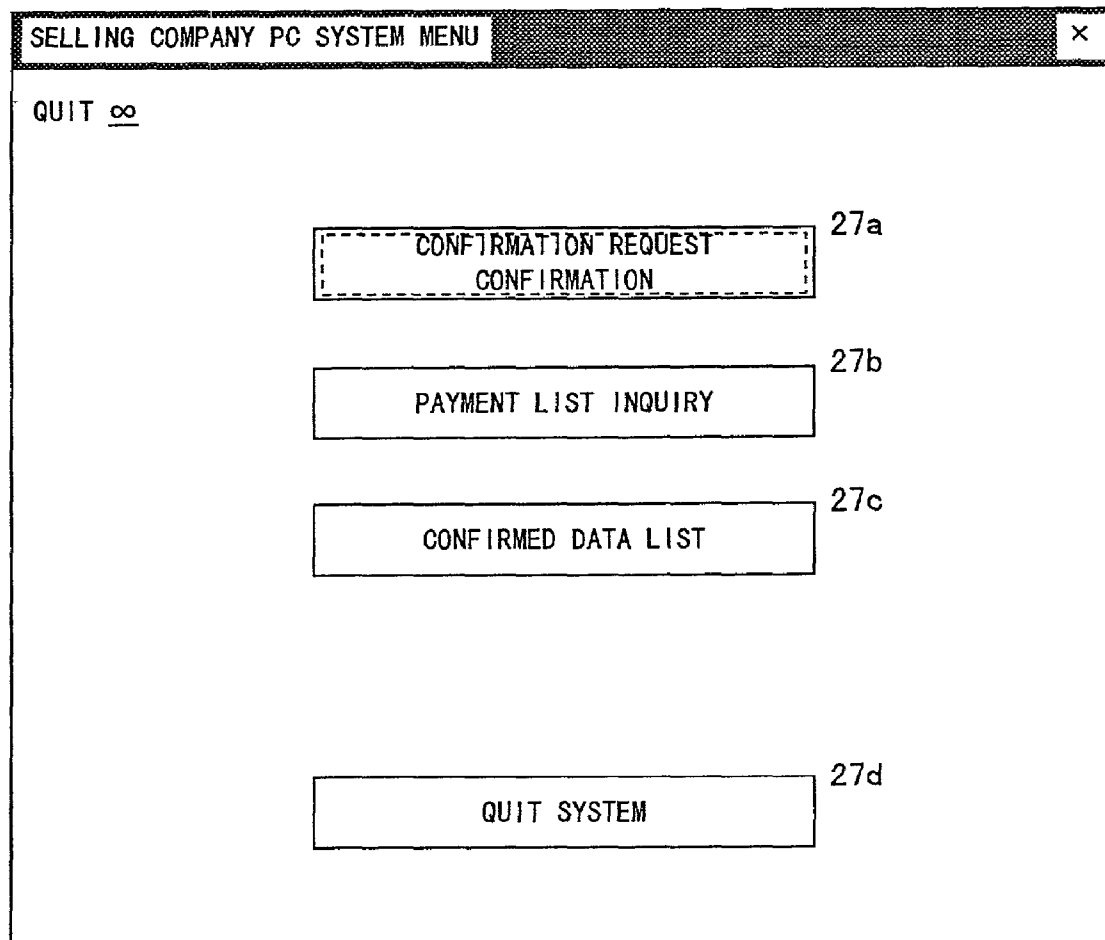 SELLING COMPANY PC SYSTEM MENU ×
QUIT ∞
27a
CONFIRMATION REQUEST
CONFIRMATION
27b
PAYMENT LIST INQUIRY
27c
CONFIRMED DATA LIST
27d
QUIT SYSTEM